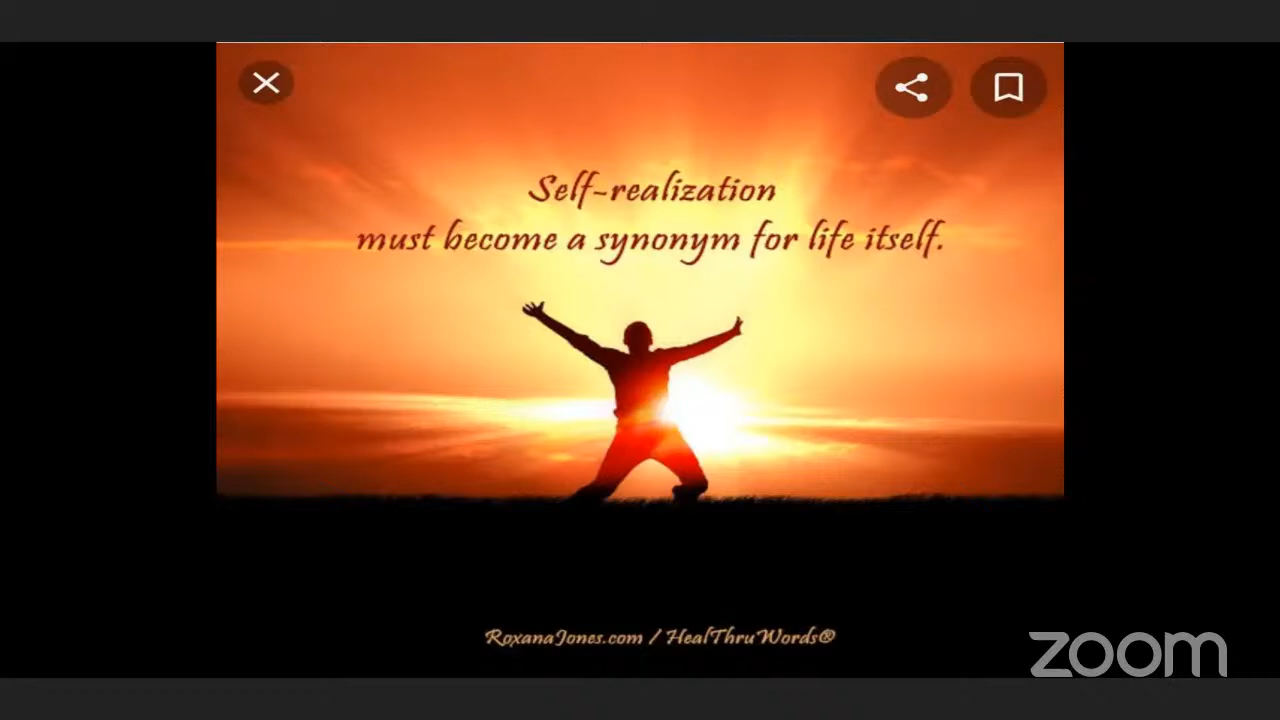 Self-realization
must become a synonym for life itself.
RoxanaJones.com / HealThruWords®
zoom